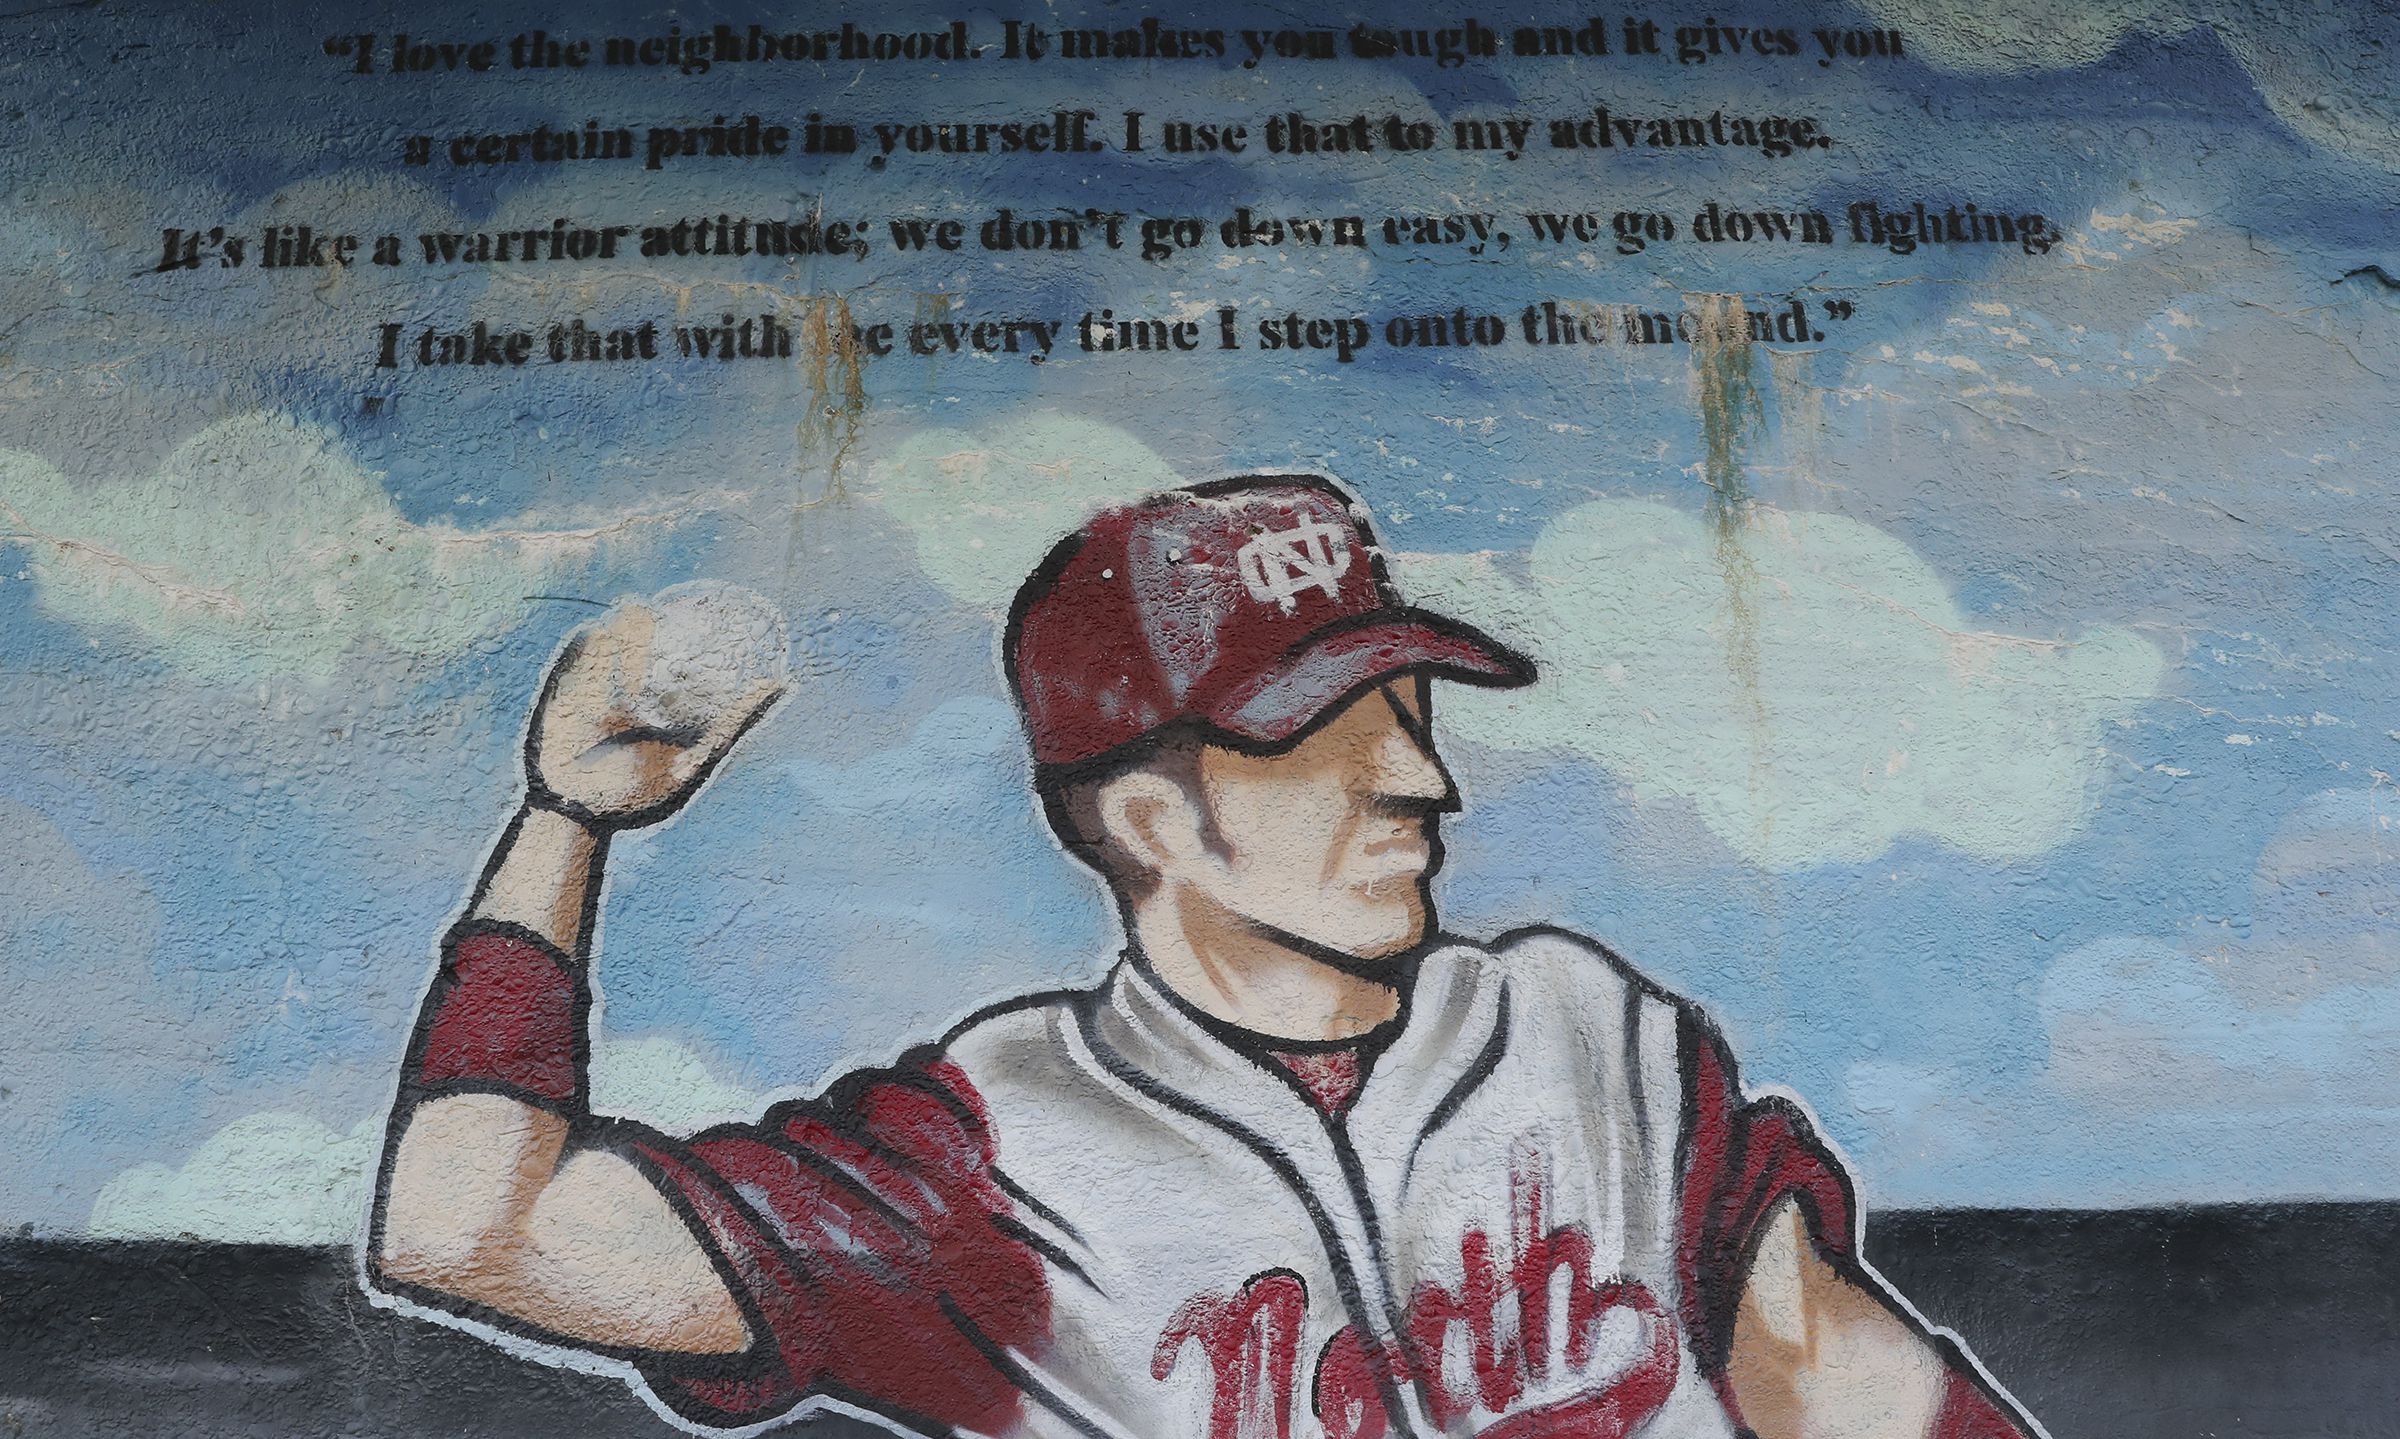 “I love the neighborhood. It makes you tough and it gives you
a certain pride in yourself. I use that to my advantage.
It’s like a warrior attitude; we don’t go down easy, we go down fighting.
I take that with me every time I step onto the mound.”
North